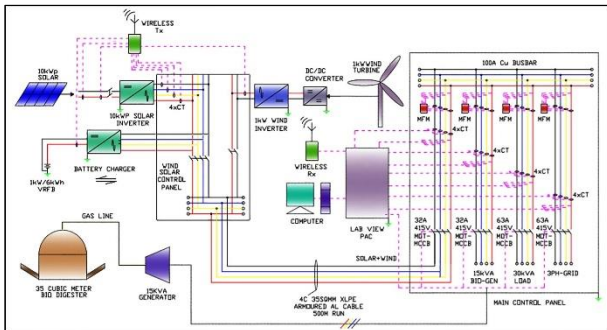 WIRELESS
Tx
10kWp
SOLAR
10kWP SOLAR
INVERTER
4xCT
BATTERY CHARGER
1kW/6kWh
VRFB
WIND
SOLAR
CONTROL
PANEL
1kW WIND
INVERTER
DC/DC
CONVERTER
1kWWIND
TURBINE
WIRELESS
Rx
COMPUTER
LAB VIEW
PAC
100A Cu BUSBAR
MFM
MFM
MFM
MFM
4xCT
4xCT
4xCT
4xCT
32A
415V
MDT-
MCCB
32A
415V
MDT-
MCCB
63A
415V
MDT-
MCCB
63A
415V
MDT-
MCCB
SOLAR+WIND
15kVA
BIO-GEN
30kVA
LOAD
3PH-GRID
MAIN CONTROL PANEL
GAS LINE
35 CUBIC METER
BIO DIGESTER
15KVA
GENERATOR
4C 35SQMM XLPE
ARMOURED AL CABLE
500M RUN